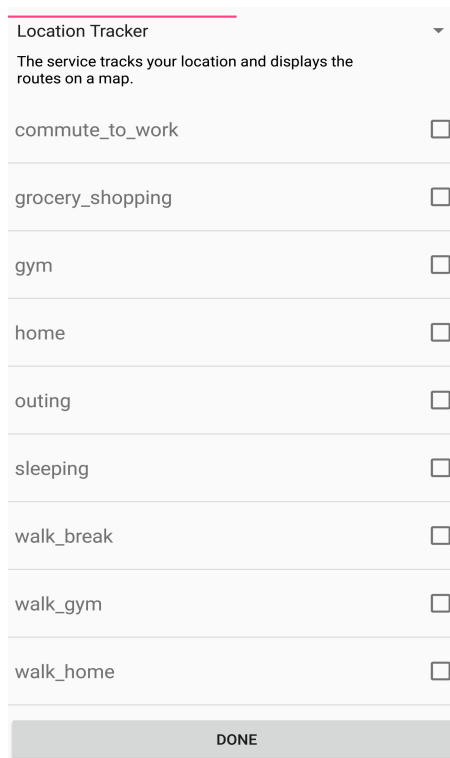 Location Tracker
The service tracks your location and displays the
routes on a map.
commute_to_work
grocery_shopping
gym
home
outing
sleeping
walk_break
walk_gym
walk_home
DONE